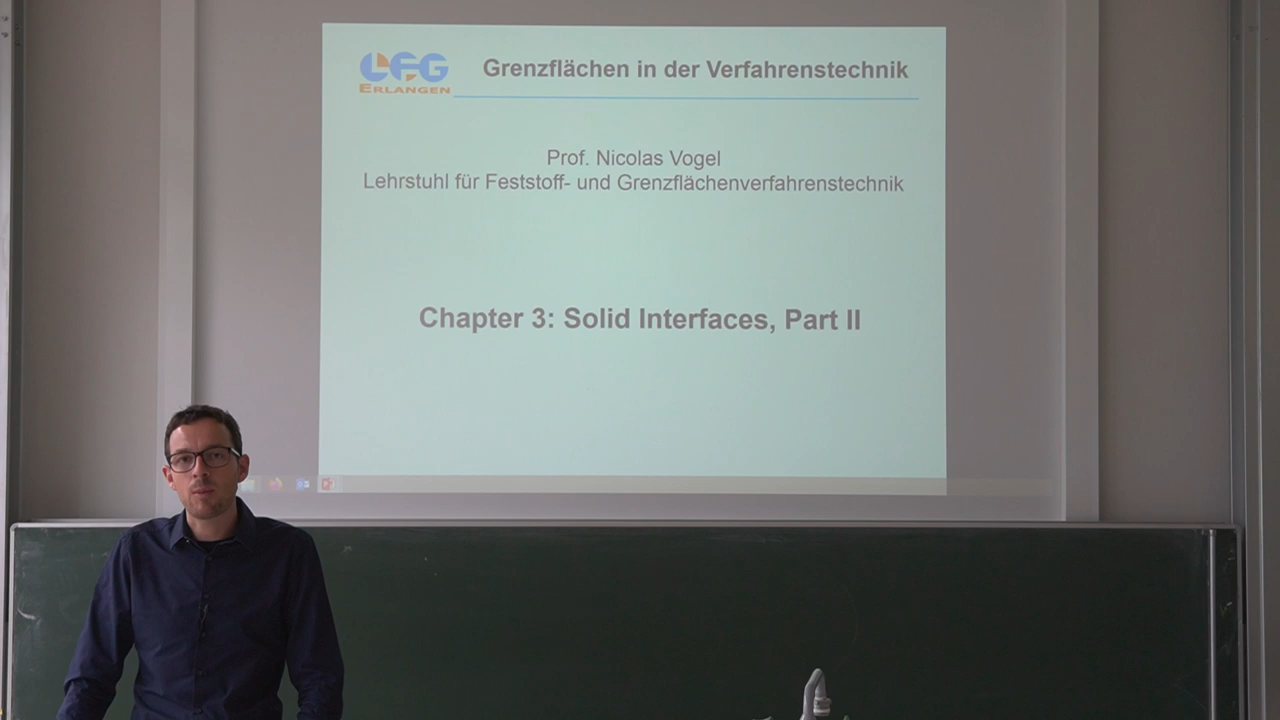 LFG
ERLANGEN
Grenzflächen in der Verfahrenstechnik
Prof. Nicolas Vogel
Lehrstuhl für Feststoff- und Grenzflächenverfahrenstechnik
Chapter 3: Solid Interfaces, Part II